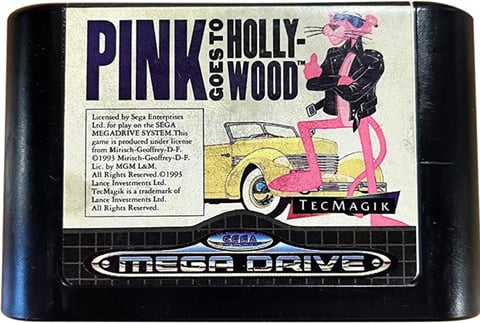 PINK GOES TO HOLLY-
WOOD™
Licensed by Sega Enterprises
Ltd. for play on the SEGA
MEGADRIVE SYSTEM. This
game is produced under license
from Mirisch-Geoffrey-D-F.
©1993 Mirisch-Geoffrey-D-F.
Lic. by MGM L&M.
All Rights Reserved. ©1993
Lance Investments Ltd.
TecMagik is a trademark of
Lance Investments Ltd.
All Rights Reserved.
TECMAGIK
SEGA
MEGA DRIVE